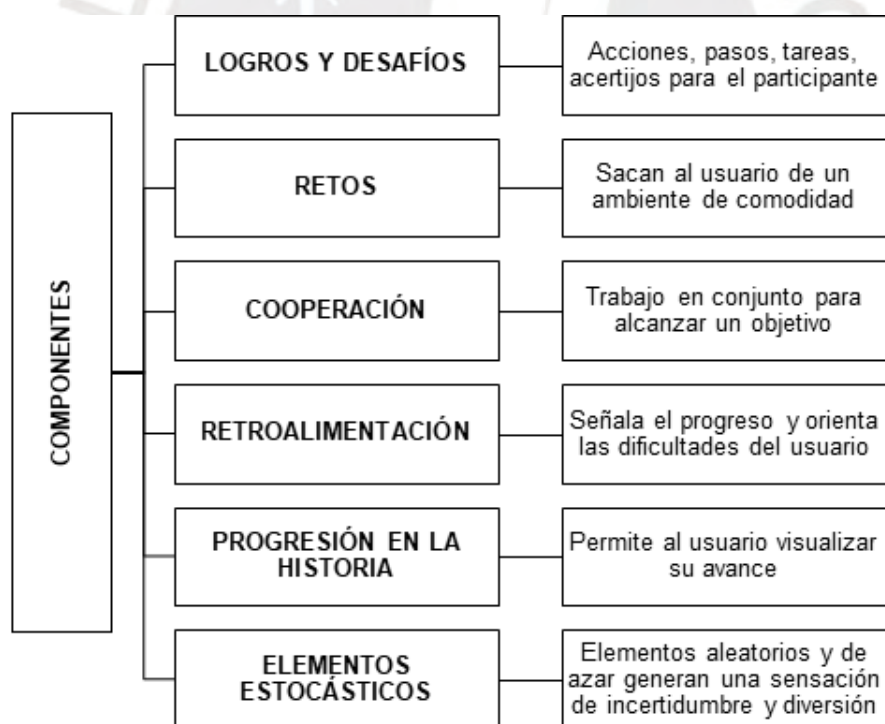 COMPONENTES
LOGROS Y DESAFÍOS
Acciones, pasos, tareas,
acertijos para el participante
RETOS
Sacan al usuario de un
ambiente de comodidad
COOPERACIÓN
Trabajo en conjunto para
alcanzar un objetivo
RETROALIMENTACIÓN
Señala el progreso y orienta
las dificultades del usuario
PROGRESIÓN EN LA
HISTORIA
Permite al usuario visualizar
su avance
ELEMENTOS
ESTOCÁSTICOS
Elementos aleatorios y de
azar generan una sensación
de incertidumbre y diversión